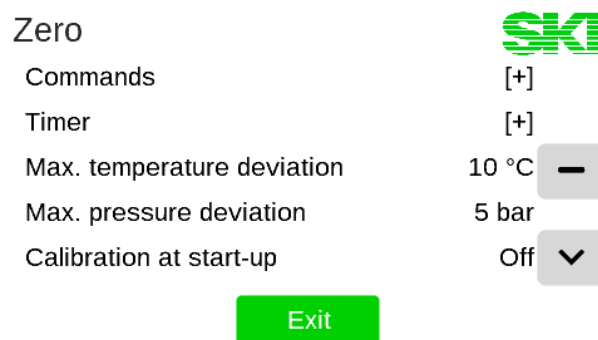 Zero
SKI
Commands [+]
Timer [+]
Max. temperature deviation 10 °C
Max. pressure deviation 5 bar
Calibration at start-up Off
Exit